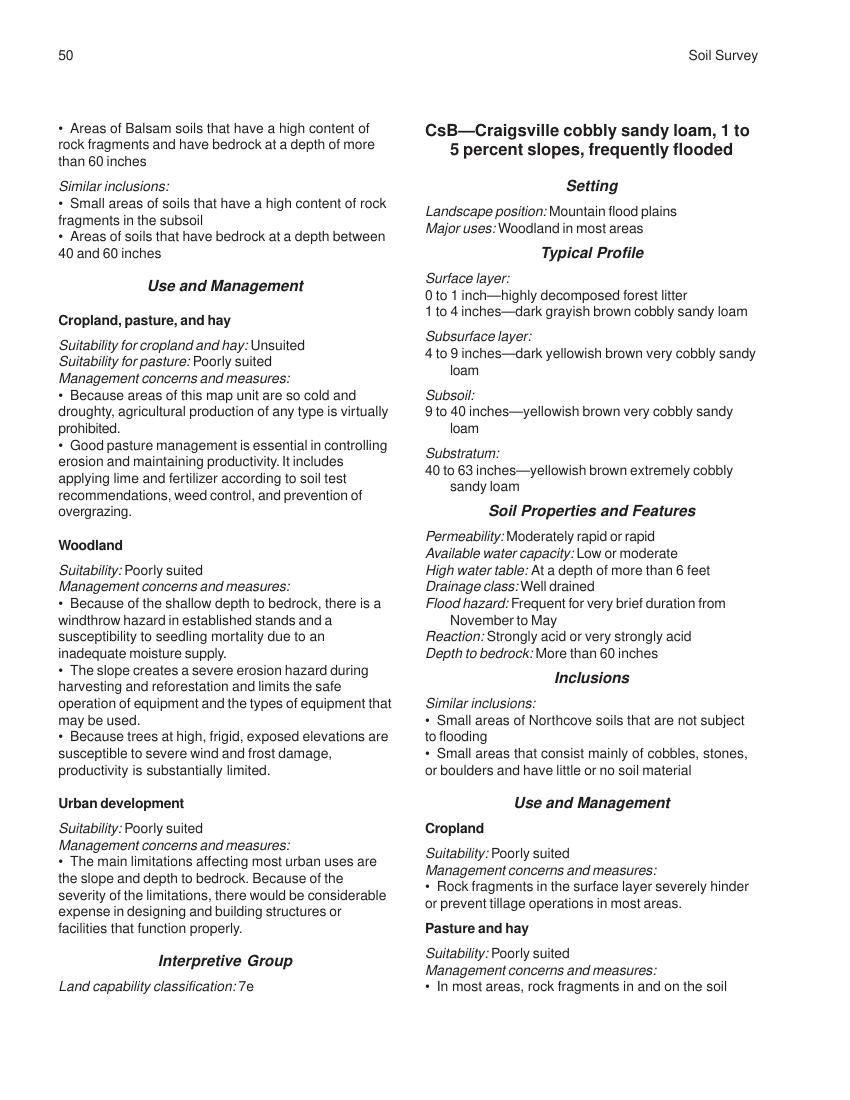 50
Soil Survey
• Areas of Balsam soils that have a high content of
rock fragments and have bedrock at a depth of more
than 60 inches
Similar inclusions:
• Small areas of soils that have a high content of rock
fragments in the subsoil
• Areas of soils that have bedrock at a depth between
40 and 60 inches
Use and Management
Cropland, pasture, and hay
Suitability for cropland and hay: Unsuited
Suitability for pasture: Poorly suited
Management concerns and measures:
• Because areas of this map unit are so cold and
droughty, agricultural production of any type is virtually
prohibited.
• Good pasture management is essential in controlling
erosion and maintaining productivity. It includes
applying lime and fertilizer according to soil test
recommendations, weed control, and prevention of
overgrazing.
Woodland
Suitability: Poorly suited
Management concerns and measures:
• Because of the shallow depth to bedrock, there is a
windthrow hazard in established stands and a
susceptibility to seedling mortality due to an
inadequate moisture supply.
• The slope creates a severe erosion hazard during
harvesting and reforestation and limits the safe
operation of equipment and the types of equipment that
may be used.
• Because trees at high, frigid, exposed elevations are
susceptible to severe wind and frost damage,
productivity is substantially limited.
Urban development
Suitability: Poorly suited
Management concerns and measures:
• The main limitations affecting most urban uses are
the slope and depth to bedrock. Because of the
severity of the limitations, there would be considerable
expense in designing and building structures or
facilities that function properly.
Interpretive Group
Land capability classification: 7e
CsB—Craigsville cobbly sandy loam, 1 to
5 percent slopes, frequently flooded
Setting
Landscape position: Mountain flood plains
Major uses: Woodland in most areas
Typical Profile
Surface layer:
0 to 1 inch—highly decomposed forest litter
1 to 4 inches—dark grayish brown cobbly sandy loam
Subsurface layer:
4 to 9 inches—dark yellowish brown very cobbly sandy
loam
Subsoil:
9 to 40 inches—yellowish brown very cobbly sandy
loam
Substratum:
40 to 63 inches—yellowish brown extremely cobbly
sandy loam
Soil Properties and Features
Permeability: Moderately rapid or rapid
Available water capacity: Low or moderate
High water table: At a depth of more than 6 feet
Drainage class: Well drained
Flood hazard: Frequent for very brief duration from
November to May
Reaction: Strongly acid or very strongly acid
Depth to bedrock: More than 60 inches
Inclusions
Similar inclusions:
• Small areas of Northcove soils that are not subject
to flooding
• Small areas that consist mainly of cobbles, stones,
or boulders and have little or no soil material
Use and Management
Cropland
Suitability: Poorly suited
Management concerns and measures:
• Rock fragments in the surface layer severely hinder
or prevent tillage operations in most areas.
Pasture and hay
Suitability: Poorly suited
Management concerns and measures:
• In most areas, rock fragments in and on the soil